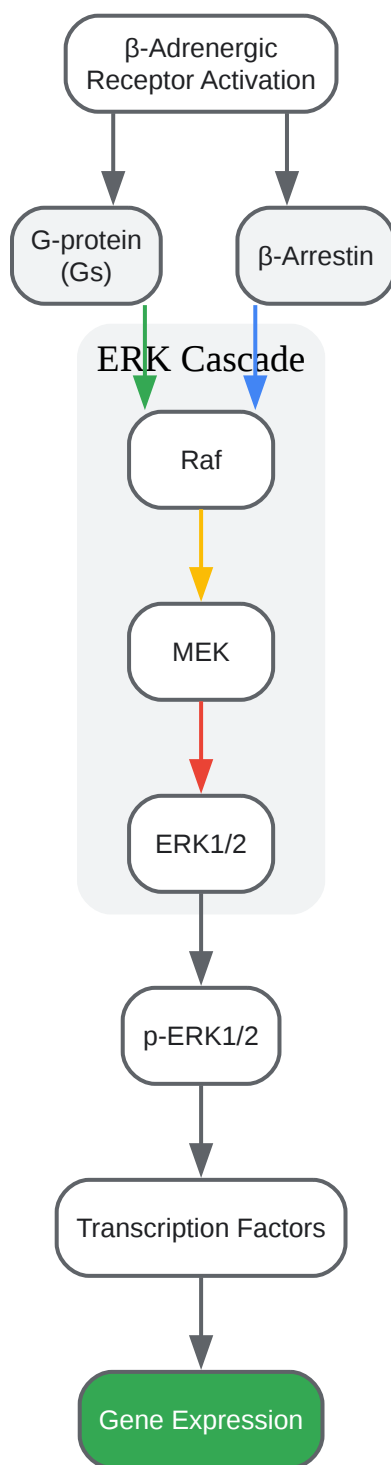 β-Adrenergic
Receptor Activation
G-protein
(Gs)
β-Arrestin
ERK Cascade
Raf
MEK
ERK1/2
p-ERK1/2
Transcription Factors
Gene Expression